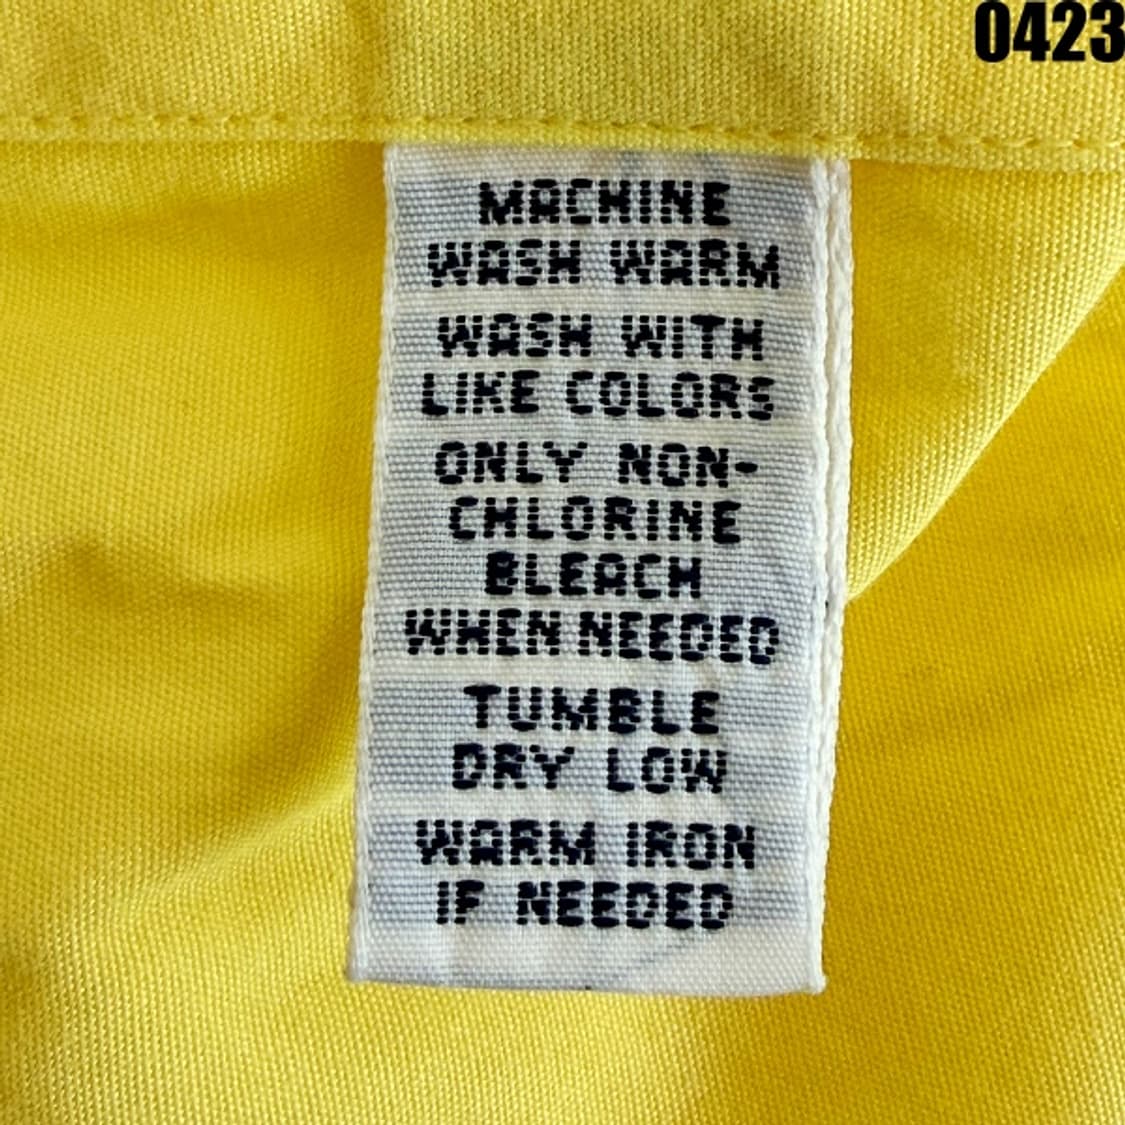 0423
MACHINE
WASH WARM
WASH WITH
LIKE COLORS
ONLY NON-
CHLORINE
BLEACH
WHEN NEEDED
TUMBLE
DRY LOW
WARM IRON
IF NEEDED